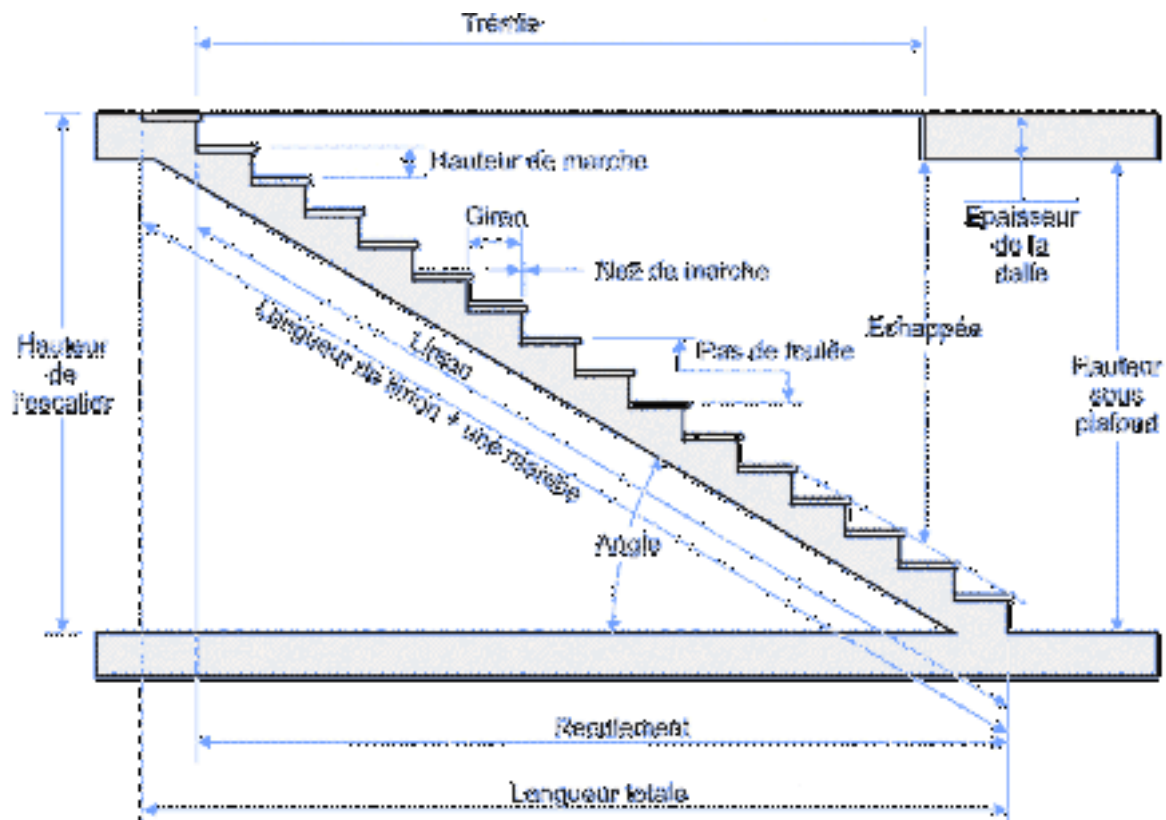 Trémie
Hauteur de marche
Giron
Nez de marche
Epaisseur
de la
dalle
Echappée
Hauteur
de
l'escalier
Limon
Longueur de limon + une marche
Pas de foulée
Hauteur
sous
plafond
Angle
Reculement
Longueur totale